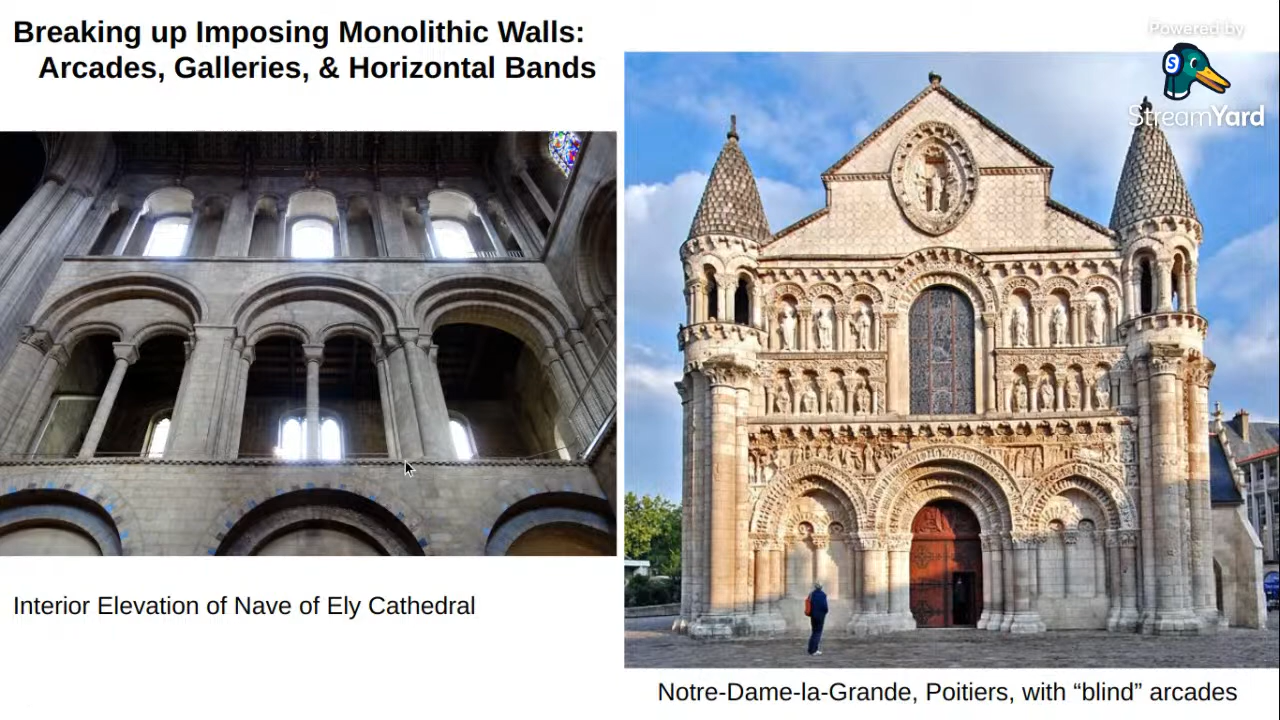 Breaking up Imposing Monolithic Walls:
Arcades, Galleries, & Horizontal Bands
Powered by
S
StreamYard
Interior Elevation of Nave of Ely Cathedral
Notre-Dame-la-Grande, Poitiers, with “blind” arcades